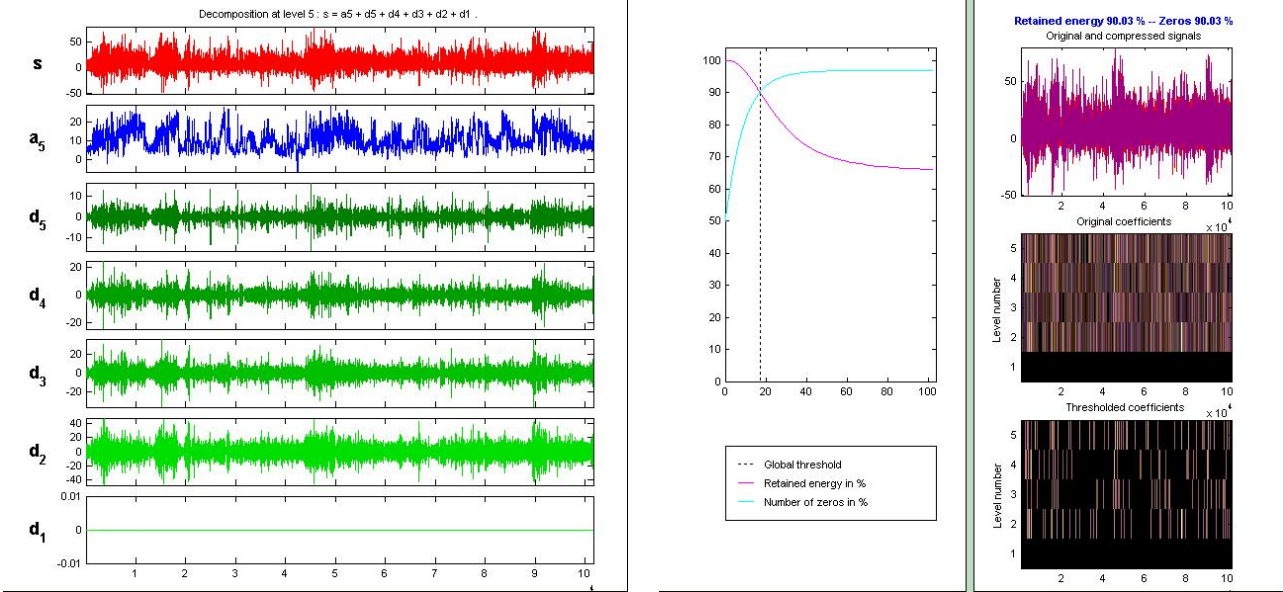 Decomposition at level 5 : s = a5 + d5 + d4 + d3 + d2 + d1 .
s
50
0
-50
a5
20
10
0
d5
10
0
-10
d4
20
0
-20
d3
20
0
-20
d2
40
20
0
-20
-40
d1
0.01
0
-0.01
1 2 3 4 5 6 7 8 9 10
100
90
80
70
60
50
40
30
20
10
0
0 20 40 60 80 100
Global threshold
Retained energy in %
Number of zeros in %
Retained energy 90.03 % -- Zeros 90.03 %
Original and compressed signals
50
0
-50
2 4 6 8 10
x 10^4
Original coefficients
Level number
5
4
3
2
1
2 4 6 8 10
x 10^4
Thresholded coefficients
Level number
5
4
3
2
1
2 4 6 8 10